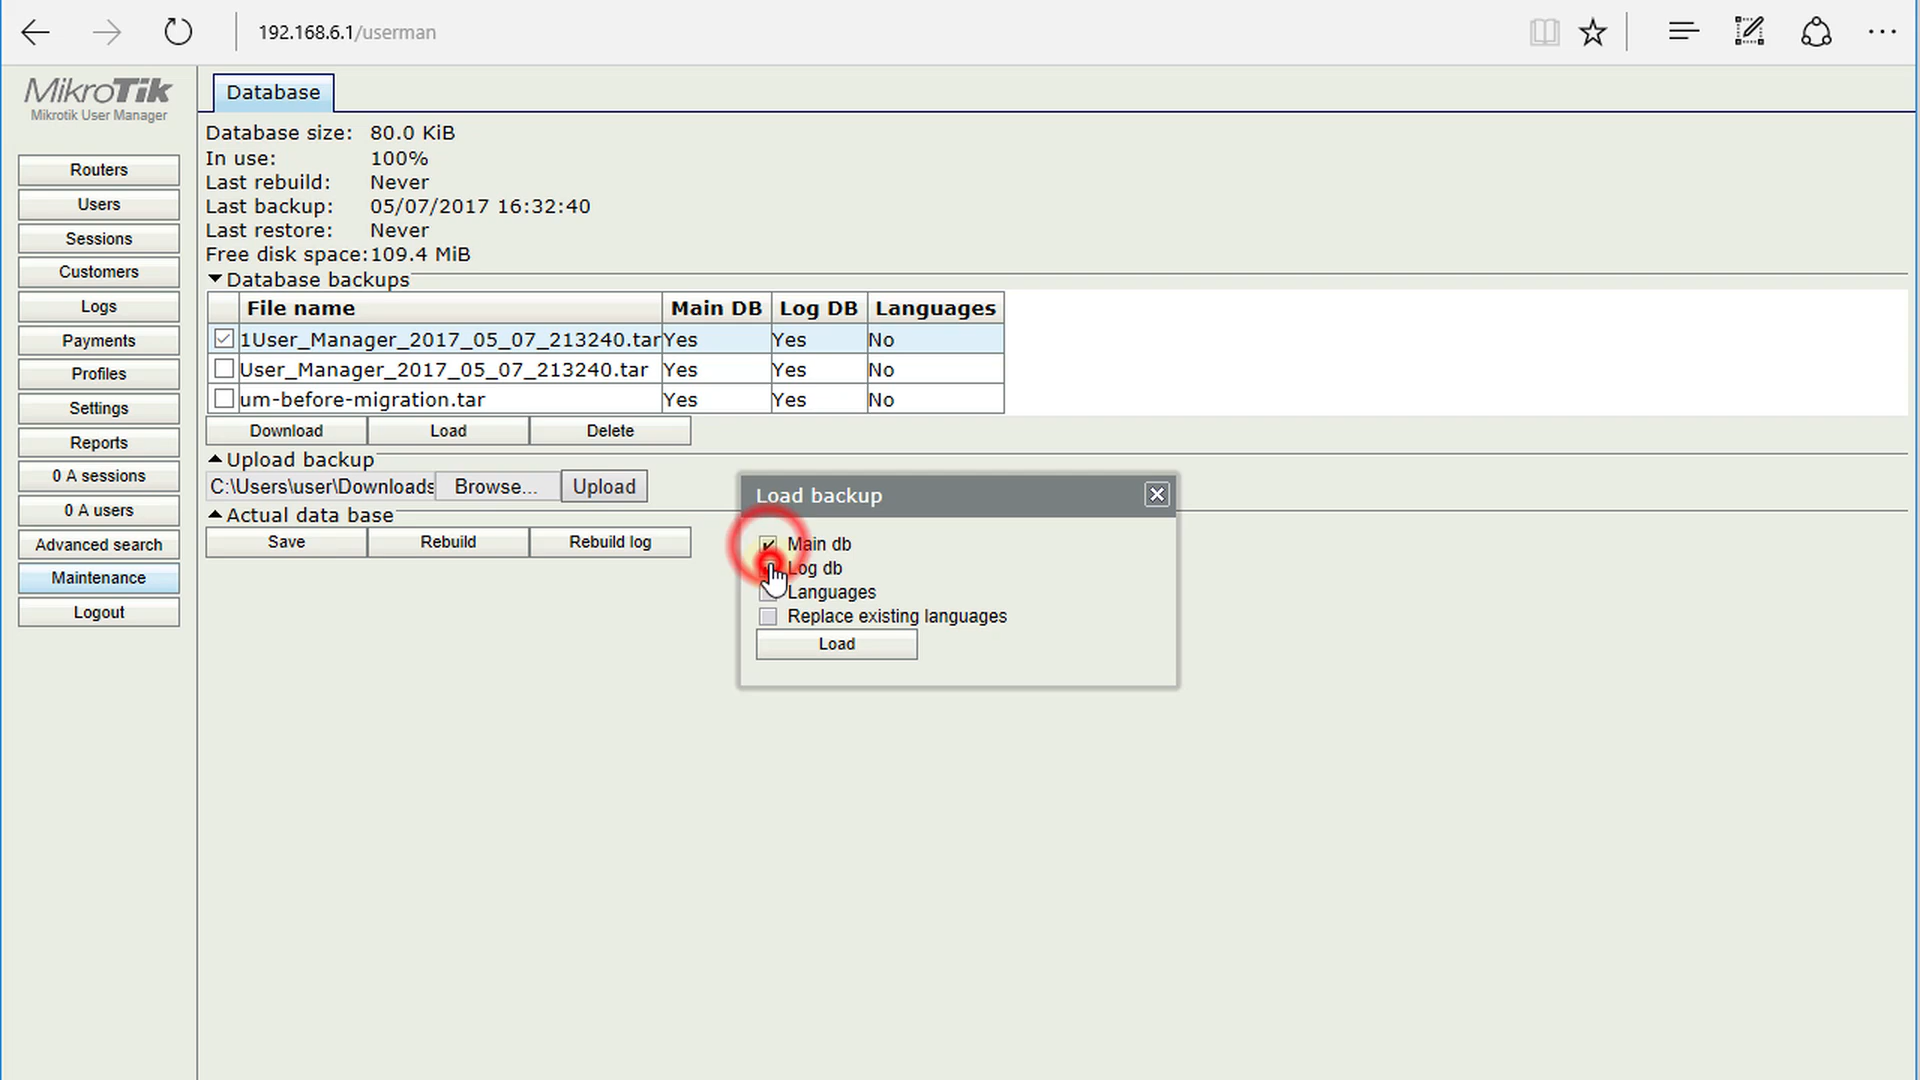 192.168.6.1/userman
MikroTik
Mikrotik User Manager
Routers
Users
Sessions
Customers
Logs
Payments
Profiles
Settings
Reports
0 A sessions
0 A users
Advanced search
Maintenance
Logout
Database
Database size: 80.0 KiB
In use: 100%
Last rebuild: Never
Last backup: 05/07/2017 16:32:40
Last restore: Never
Free disk space: 109.4 MiB
Database backups
File name Main DB Log DB Languages
1User_Manager_2017_05_07_213240.tar Yes Yes No
User_Manager_2017_05_07_213240.tar Yes Yes No
um-before-migration.tar Yes Yes No
Download Load Delete
Upload backup
C:\Users\user\Downloads Browse... Upload
Actual data base
Save Rebuild Rebuild log
Load backup
Main db
Log db
Languages
Replace existing languages
Load